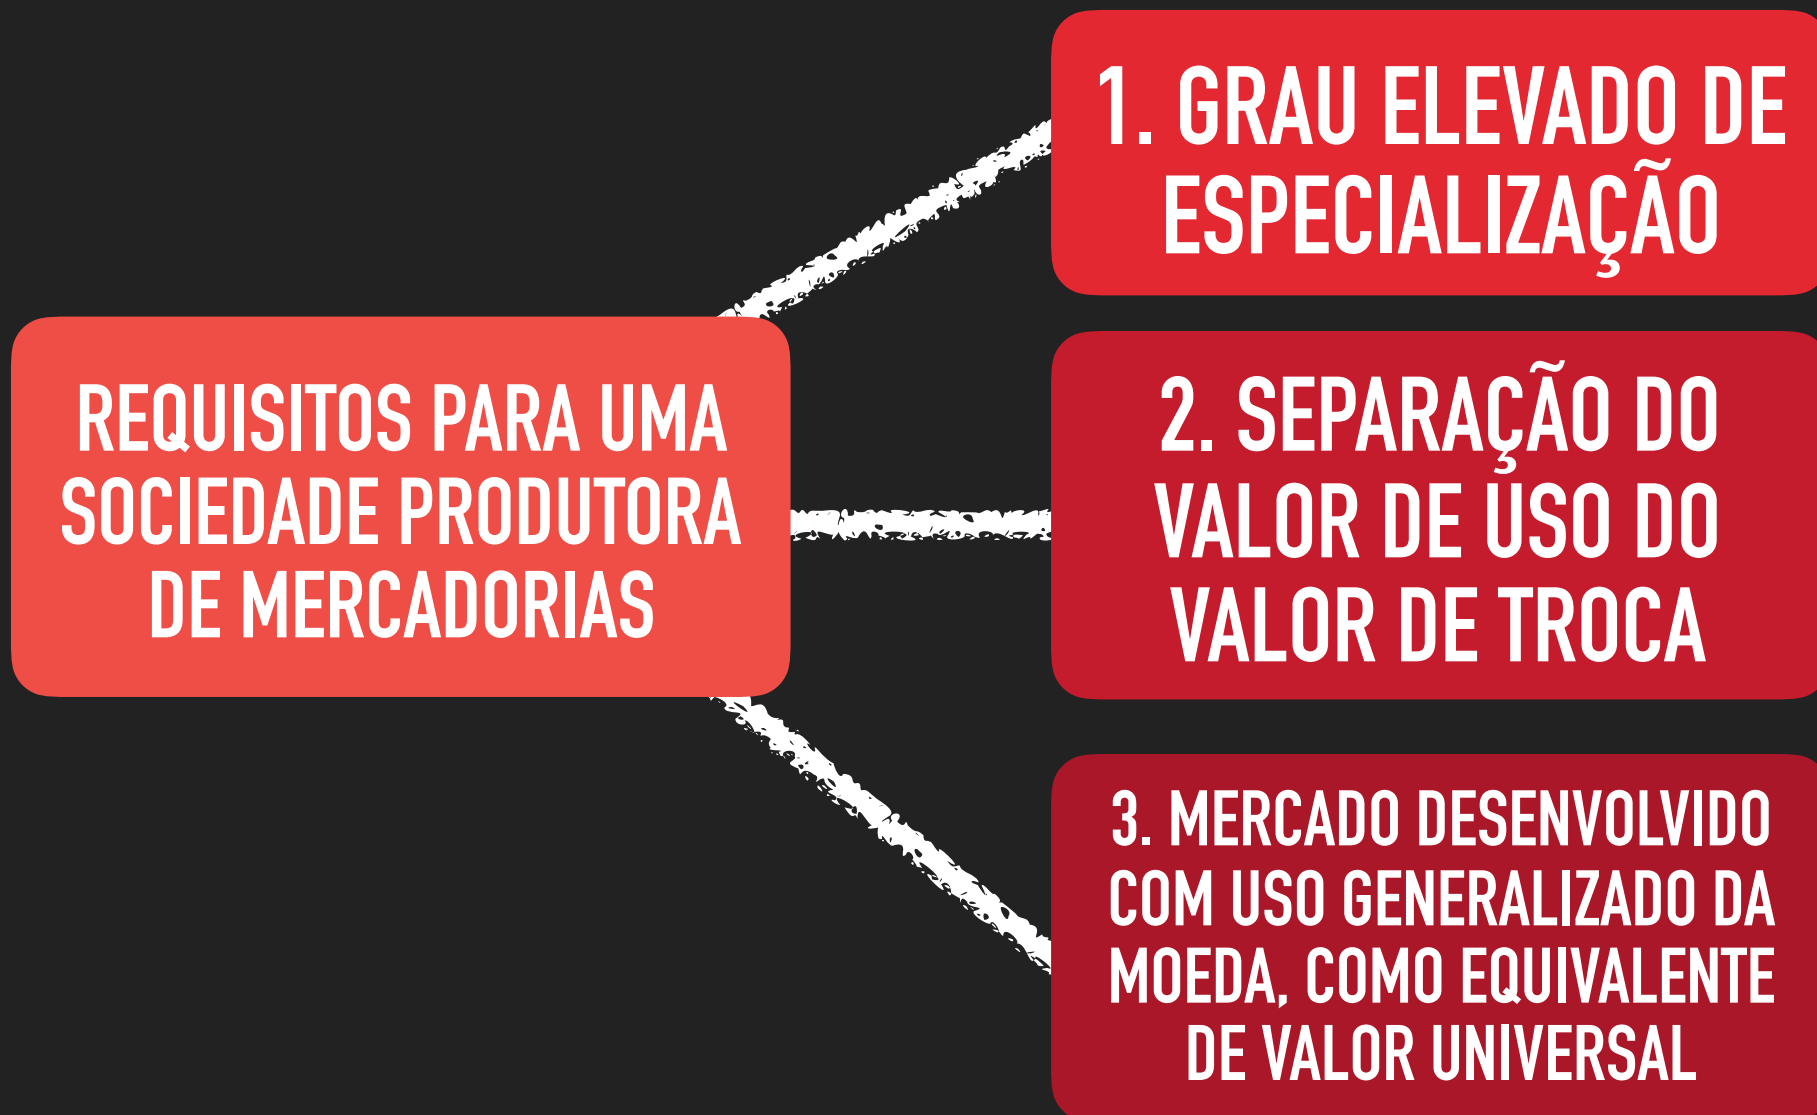 REQUISITOS PARA UMA
SOCIEDADE PRODUTORA
DE MERCADORIAS
1. GRAU ELEVADO DE
ESPECIALIZAÇÃO
2. SEPARAÇÃO DO
VALOR DE USO DO
VALOR DE TROCA
3. MERCADO DESENVOLVIDO
COM USO GENERALIZADO DA
MOEDA, COMO EQUIVALENTE
DE VALOR UNIVERSAL